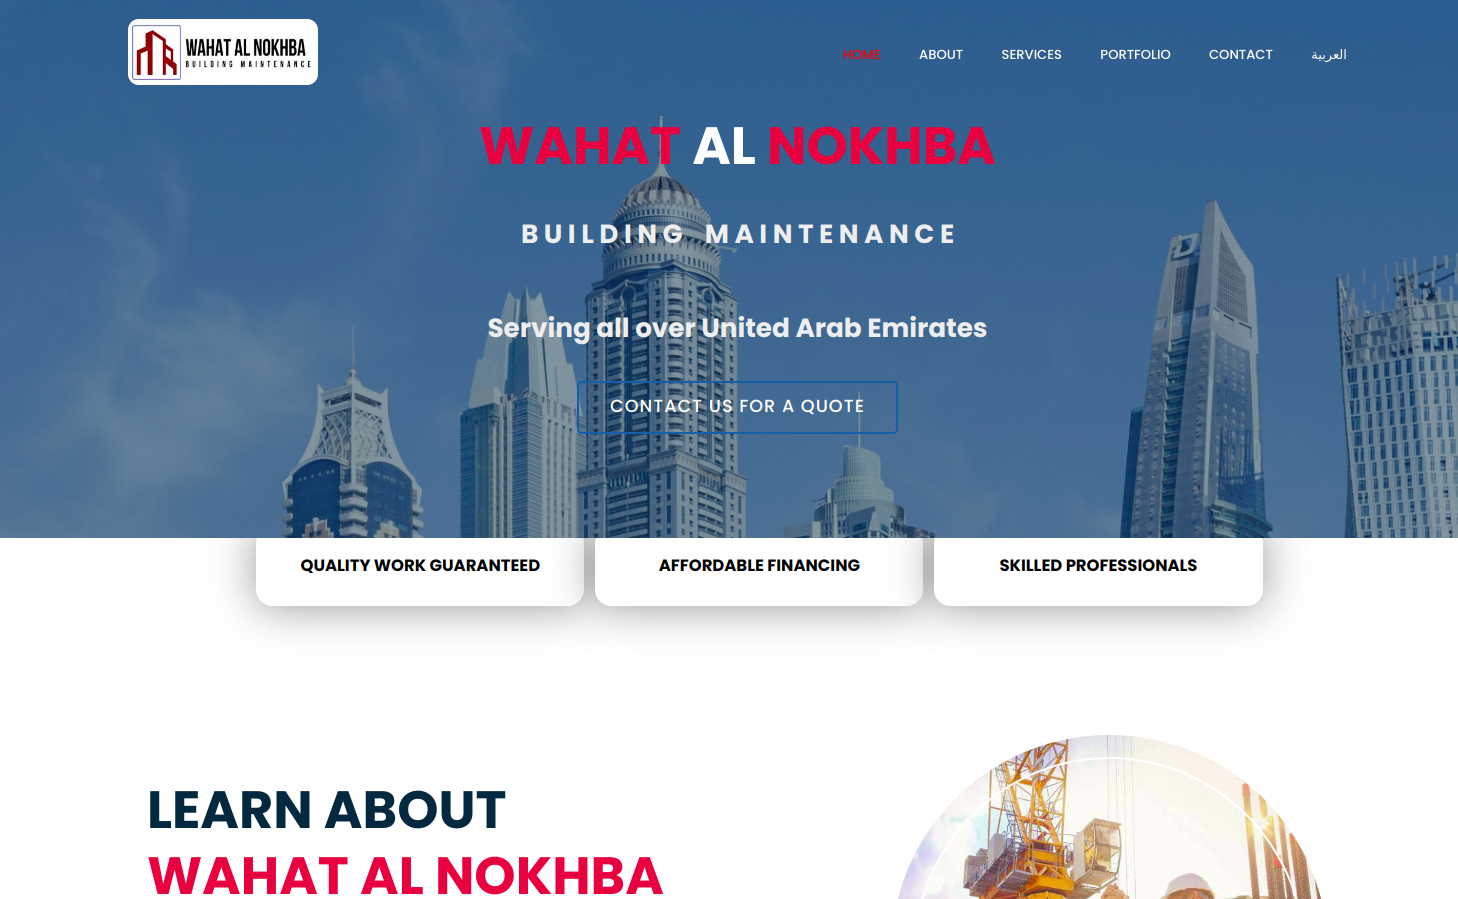 WAHAT AL NOKHBA
BUILDING MAINTENANCE
HOME
ABOUT
SERVICES
PORTFOLIO
CONTACT
العربية
WAHAT AL NOKHBA
BUILDING MAINTENANCE
Serving all over United Arab Emirates
CONTACT US FOR A QUOTE
QUALITY WORK GUARANTEED
AFFORDABLE FINANCING
SKILLED PROFESSIONALS
LEARN ABOUT
WAHAT AL NOKHBA